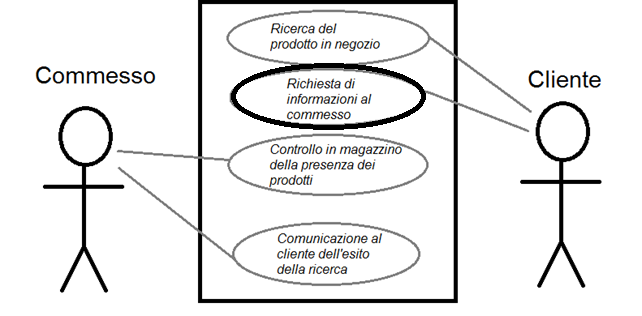 Commesso
Ricerca del
prodotto in negozio
Richiesta di
informazioni al
commesso
Controllo in magazzino
della presenza dei
prodotti
Comunicazione al
cliente dell'esito
della ricerca
Cliente